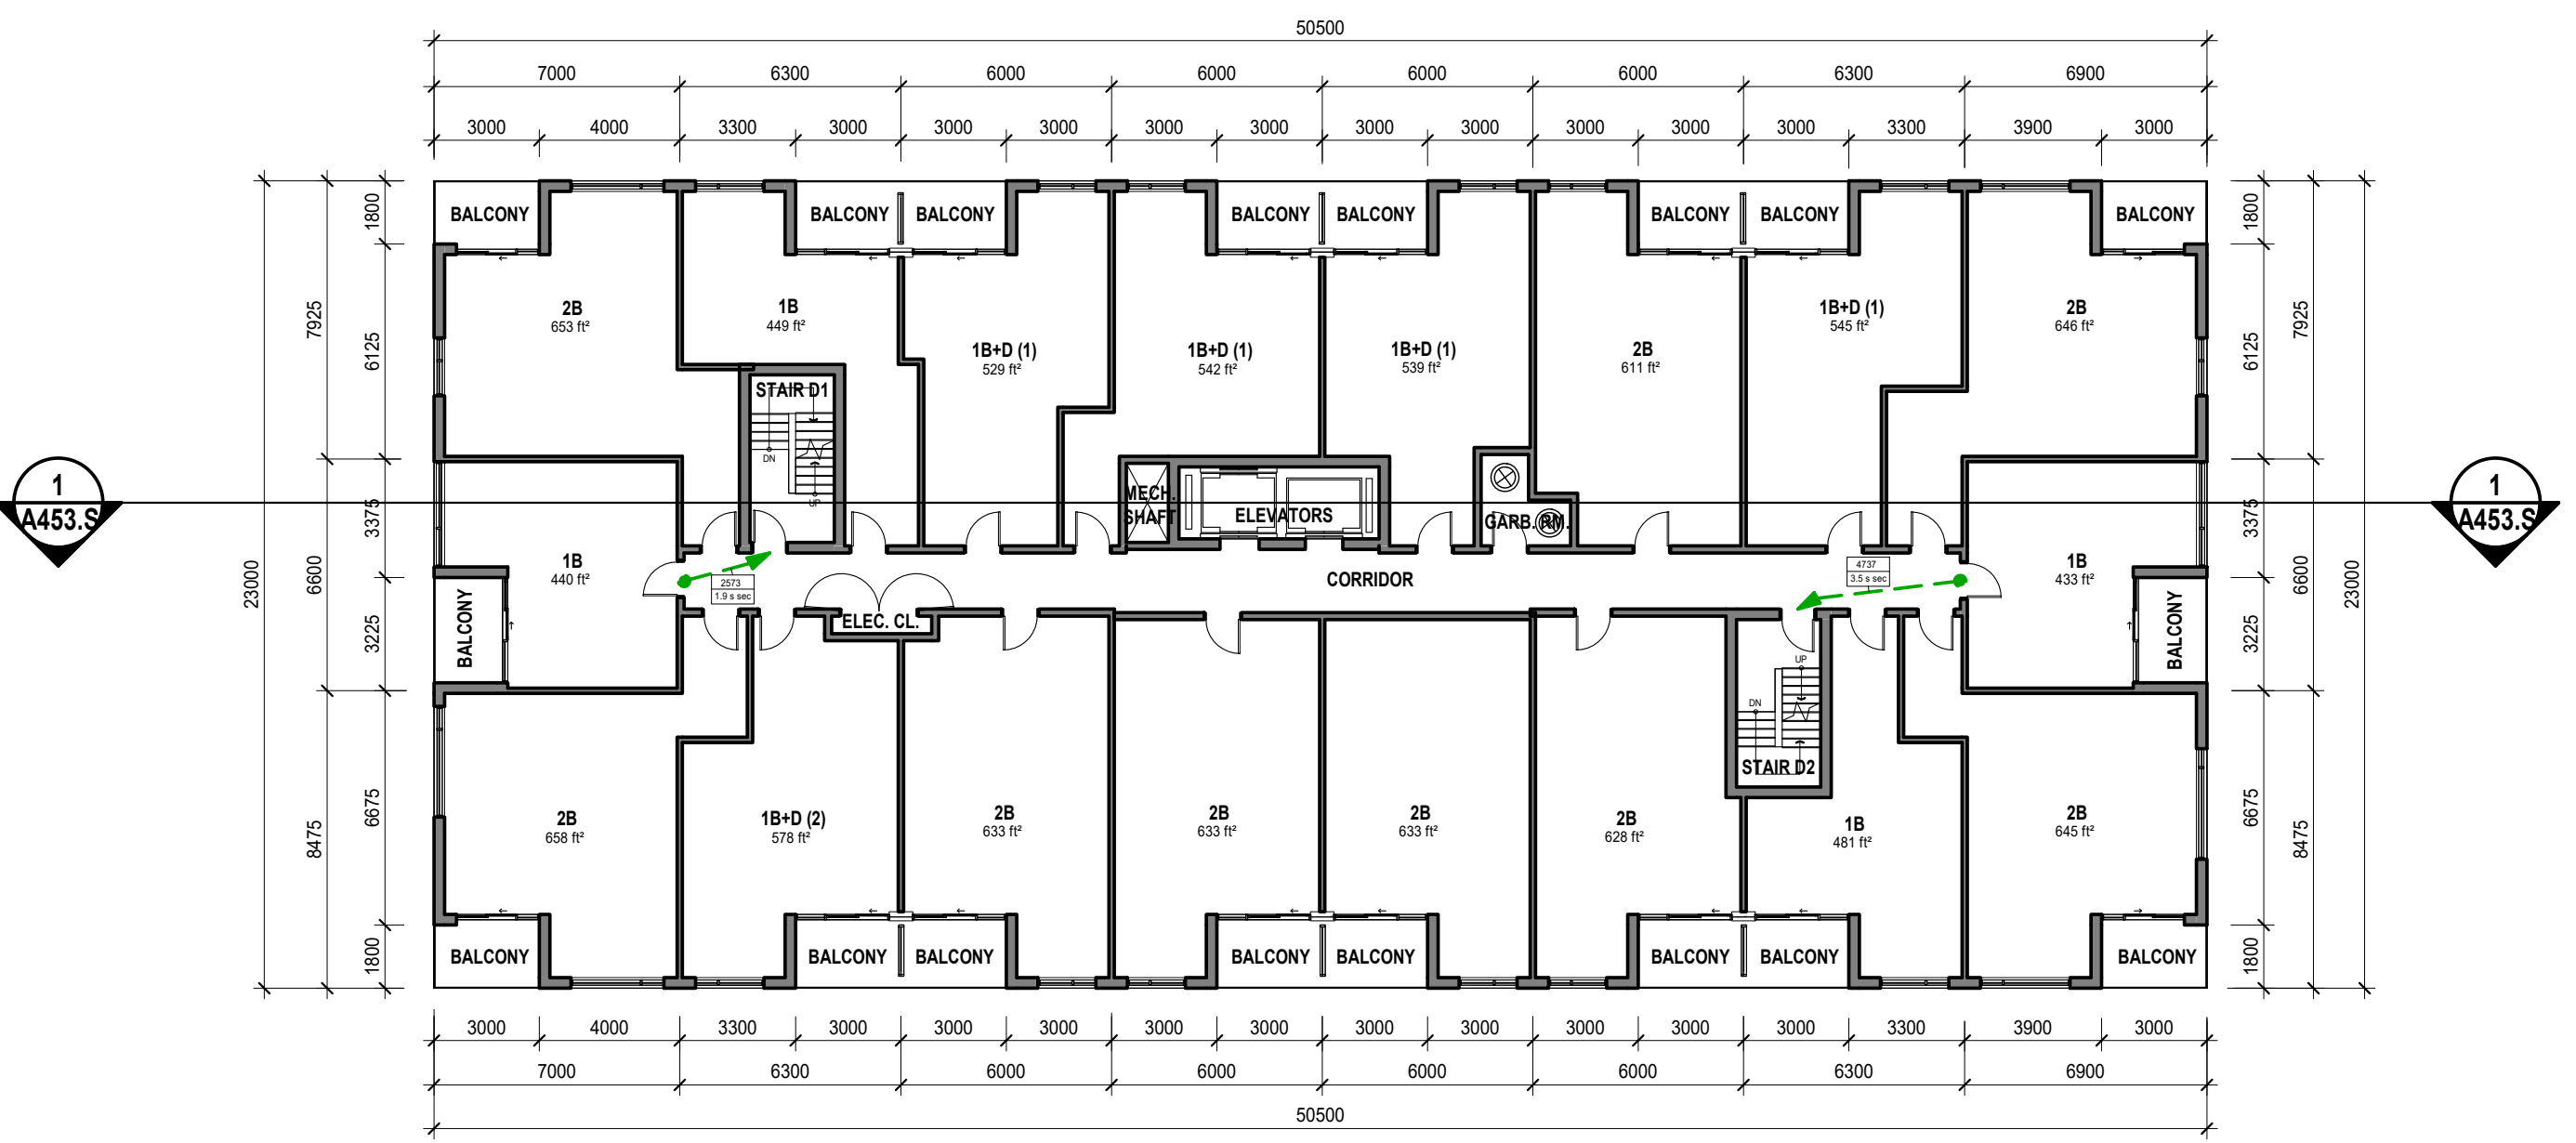 50500
7000 6300 6000 6000 6000 6000 6300 6900
3000 4000 3300 3000 3000 3000 3000 3000 3000 3000 3000 3000 3000 3300 3900 3000
BALCONY BALCONY BALCONY BALCONY BALCONY BALCONY BALCONY BALCONY
1800 1800
2B
653 ft²
1B
449 ft²
1B+D (1)
529 ft²
1B+D (1)
542 ft²
1B+D (1)
539 ft²
2B
611 ft²
1B+D (1)
545 ft²
2B
646 ft²
7925 6125 6125 7925
STAIR D1
DN
UP
1
A453.S
1
A453.S
MECH.
SHAFT
ELEVATORS
GARB. RM.
3375 3375
23000 6600 6600 23000
1B
440 ft²
2573
1.9 s sec
CORRIDOR
4737
3.5 s sec
1B
433 ft²
ELEC. CL.
BALCONY
BALCONY
3225 3225
UP
DN
STAIR D2
2B
658 ft²
1B+D (2)
578 ft²
2B
633 ft²
2B
633 ft²
2B
633 ft²
2B
628 ft²
1B
481 ft²
2B
645 ft²
8475 6675 6675 8475
BALCONY BALCONY BALCONY BALCONY BALCONY BALCONY BALCONY BALCONY
1800 1800
3000 4000 3300 3000 3000 3000 3000 3000 3000 3000 3000 3000 3000 3300 3900 3000
7000 6300 6000 6000 6000 6000 6300 6900
50500